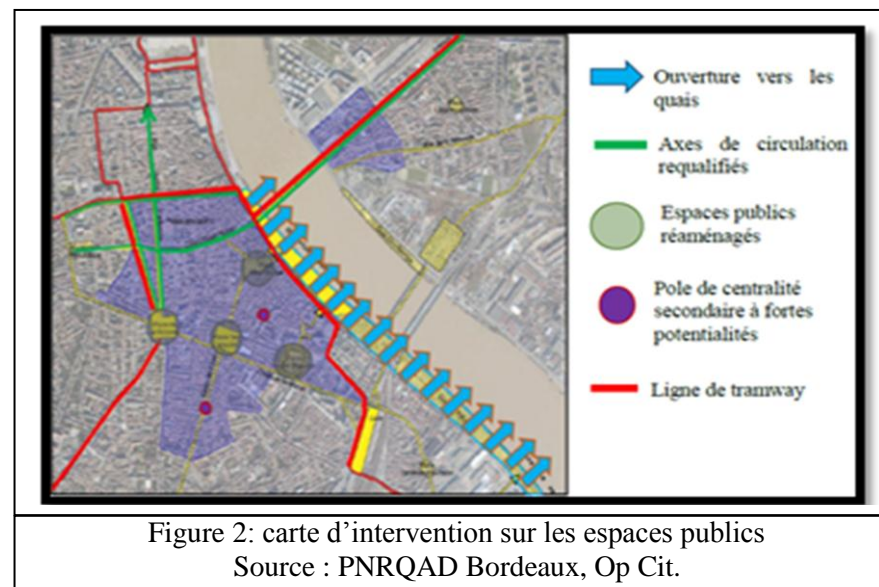 Ouverture vers les
quais
Axes de circulation
requalifiés
Espaces publics
réaménagés
Pole de centralité
secondaire à fortes
potentialités
Ligne de tramway
Figure 2: carte d’intervention sur les espaces publics
Source : PNRQAD Bordeaux, Op Cit.